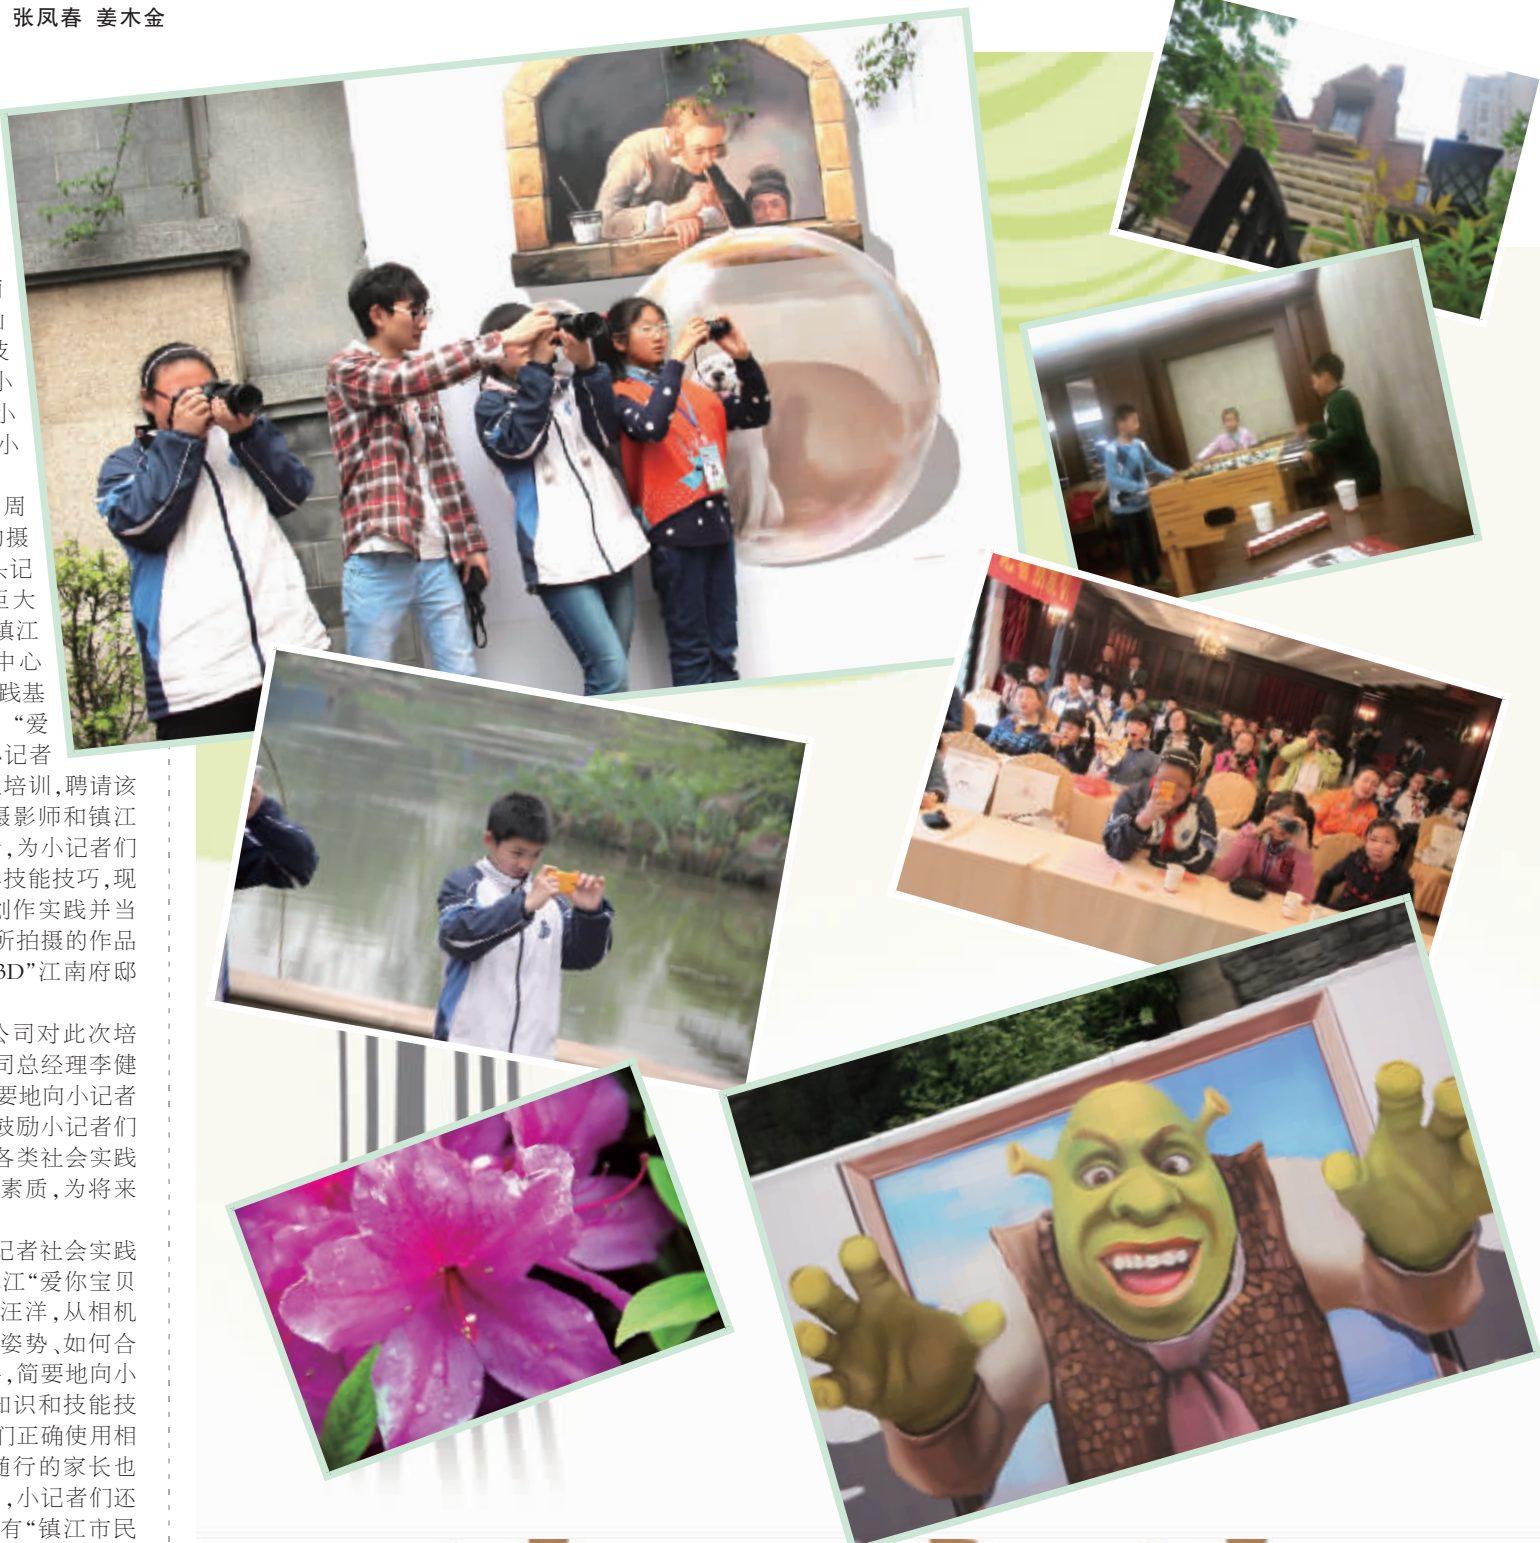 张凤春 姜木金
小
小
小
周
摄
记
巨大
镇江
中心
践基
“爱
记者
培训,聘请该
摄影师和镇江
,为小记者们
技能技巧,现
创作实践并当
所拍摄的作品
3D”江南府邸
公司对此次培
司总经理李健
要地向小记者
鼓励小记者们
各类社会实践
素质,为将来
记者社会实践
江“爱你宝贝
汪洋,从相机
姿势、如何合
,简要地向小
知识和技能技
们正确使用相
随行的家长也
,小记者们还
有“镇江市民